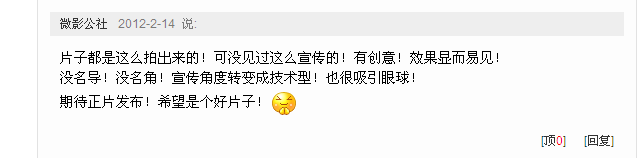 微影公社 2012-2-14 说:
片子都是这么拍出来的！可没见过这么宣传的！有创意！效果显而易见！
没名导！没名角！宣传角度转变成技术型！也很吸引眼球！
期待正片发布！希望是个好片子！
[顶0] [回复]